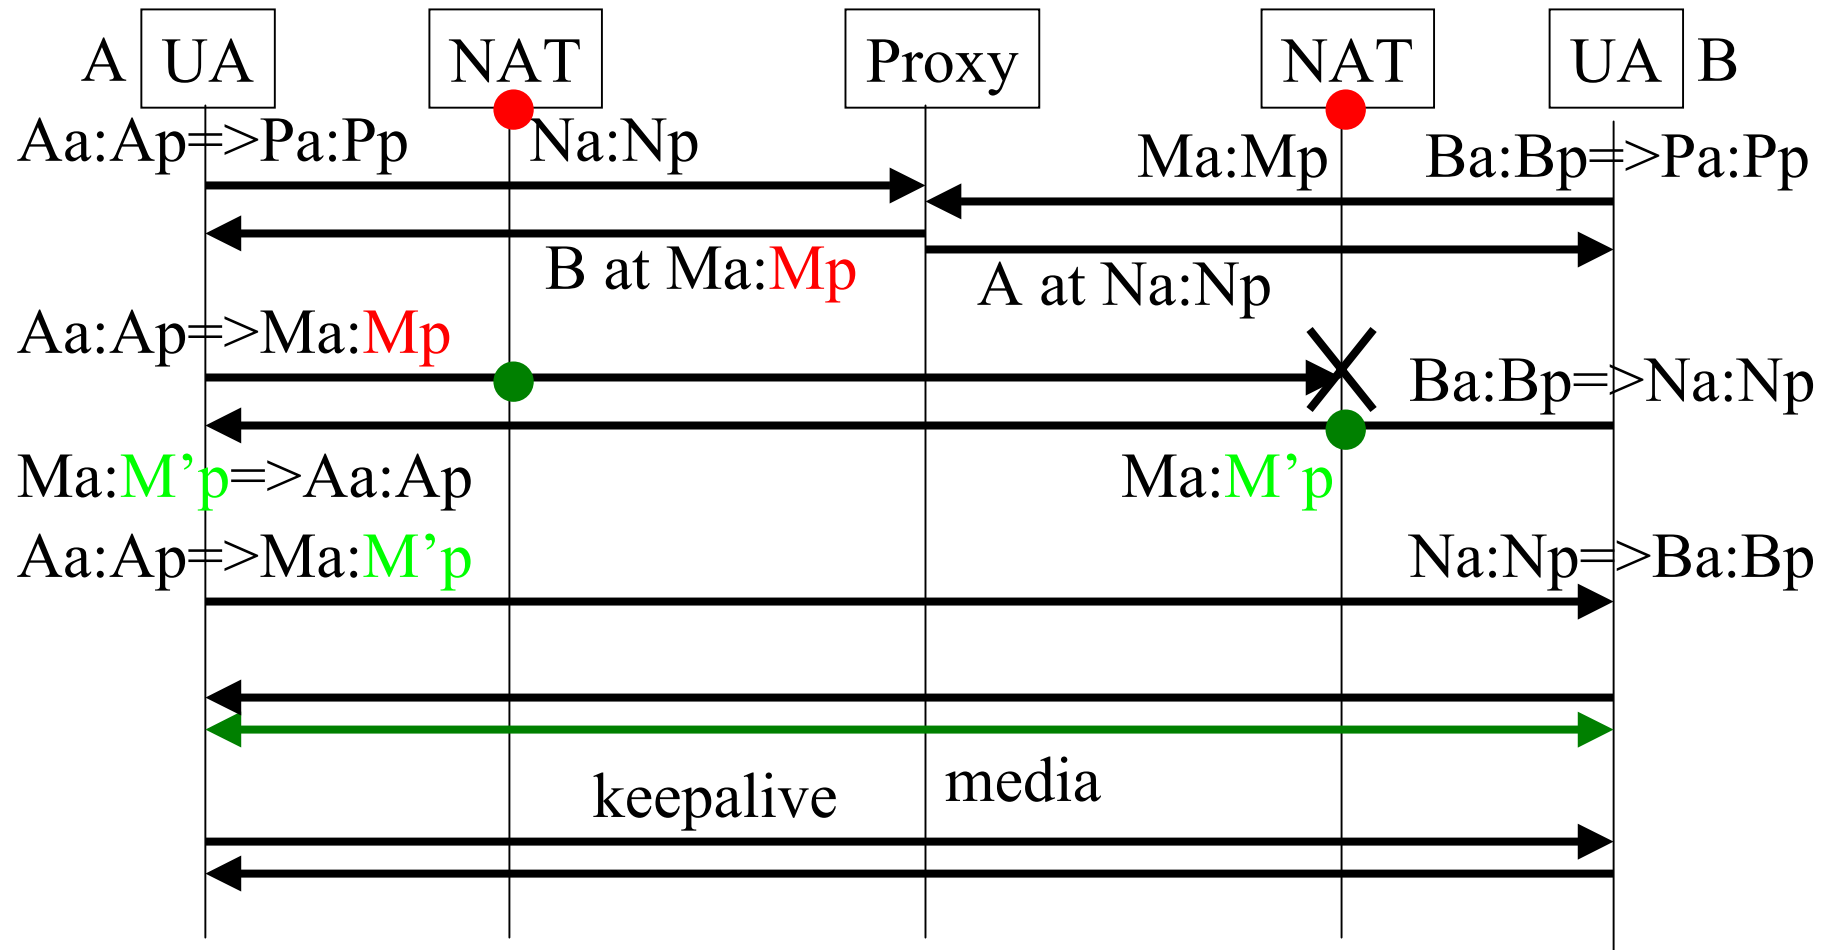 A UA NAT Proxy NAT UA B
Aa:Ap=>Pa:Pp Na:Np Ma:Mp Ba:Bp=>Pa:Pp
B at Ma:Mp A at Na:Np
Aa:Ap=>Ma:Mp Ba:Bp=>Na:Np
Ma:M’p=>Aa:Ap Ma:M’p
Aa:Ap=>Ma:M’p Na:Np=>Ba:Bp
keepalive media